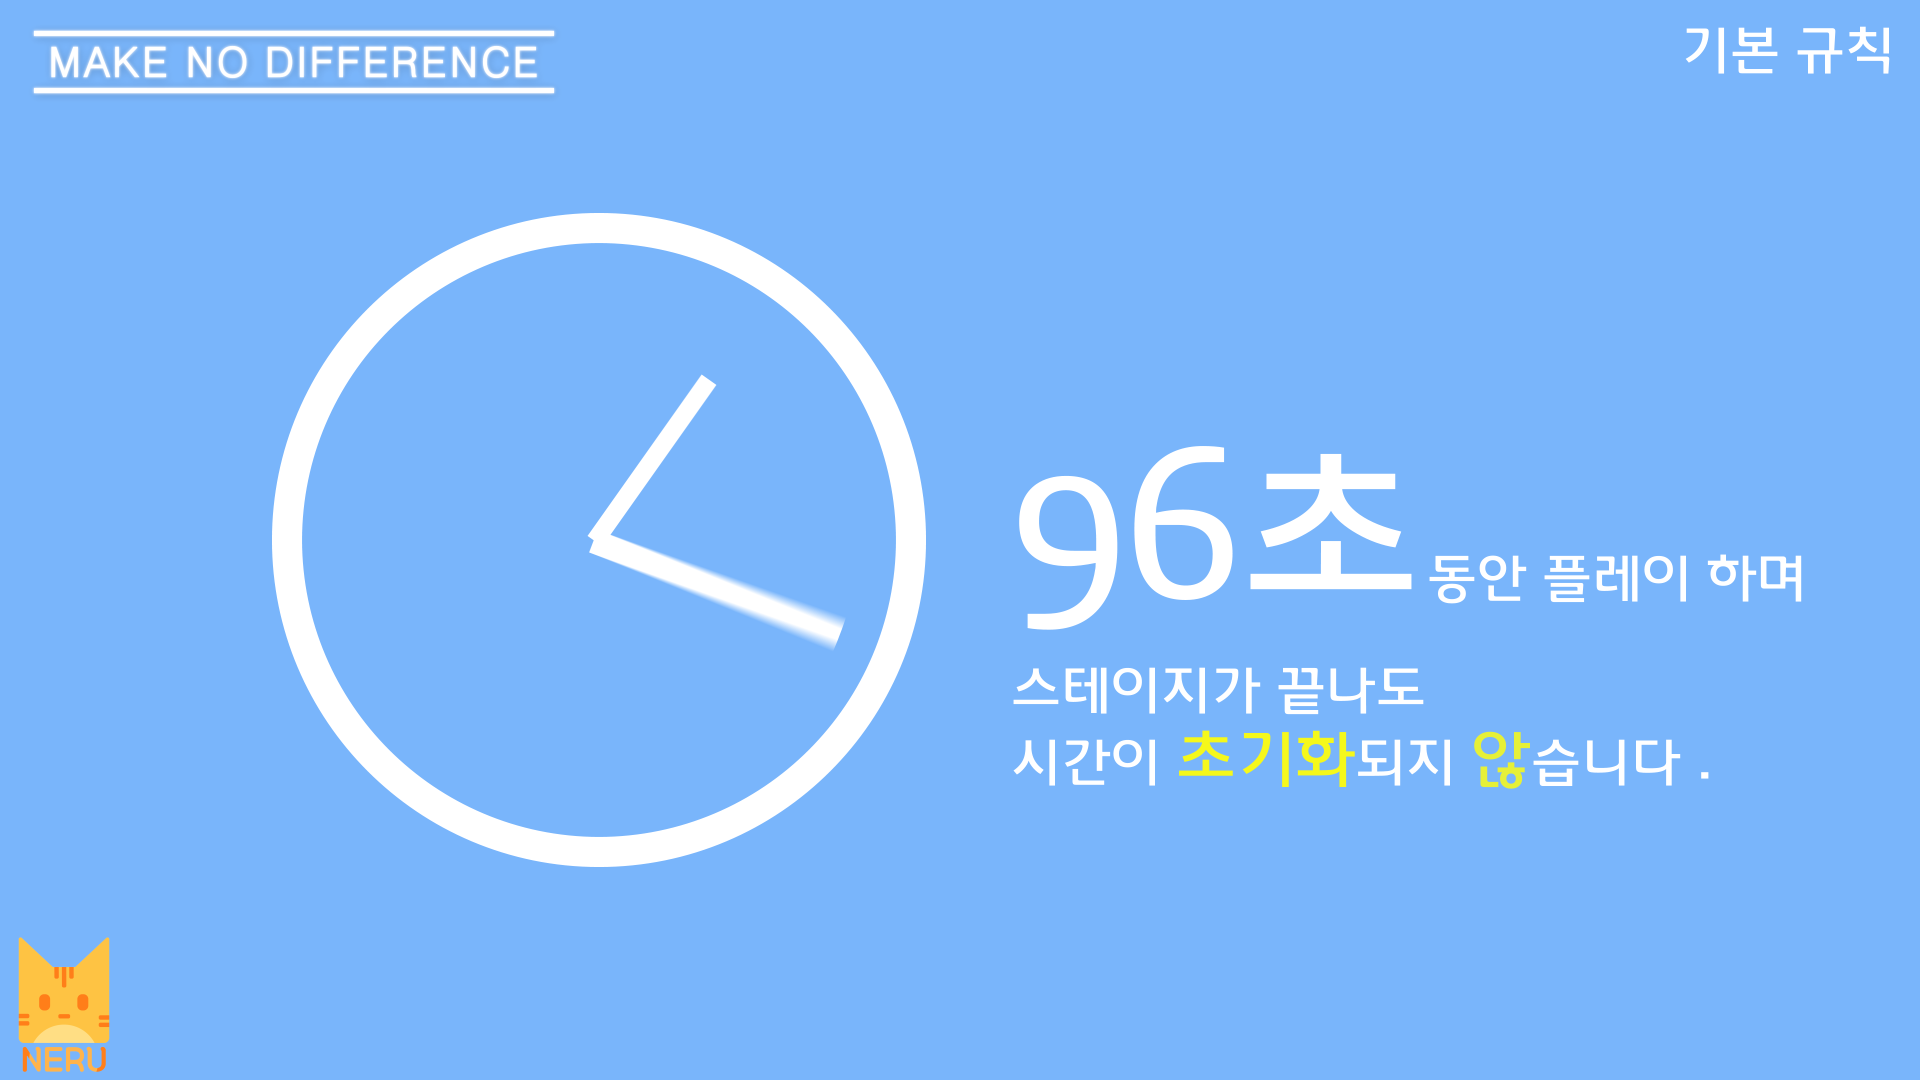 MAKE NO DIFFERENCE
기본 규칙
96초 동안 플레이 하며
스테이지가 끝나도
시간이 초기화되지 않습니다 .
NERU